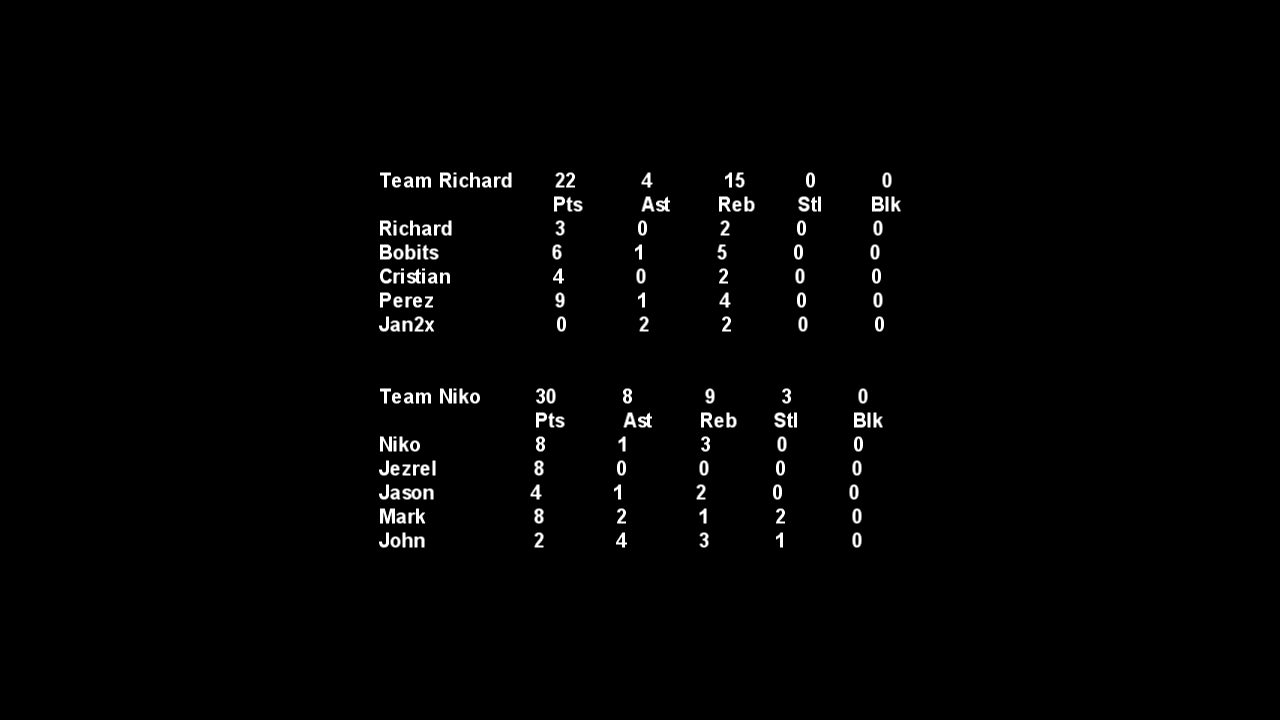 Team Richard 22 4 15 0 0
Pts Ast Reb Stl Blk
Richard 3 0 2 0 0
Bobits 6 1 5 0 0
Cristian 4 0 2 0 0
Perez 9 1 4 0 0
Jan2x 0 2 2 0 0
Team Niko 30 8 9 3 0
Pts Ast Reb Stl Blk
Niko 8 1 3 0 0
Jezrel 8 0 0 0 0
Jason 4 1 2 0 0
Mark 8 2 1 2 0
John 2 4 3 1 0